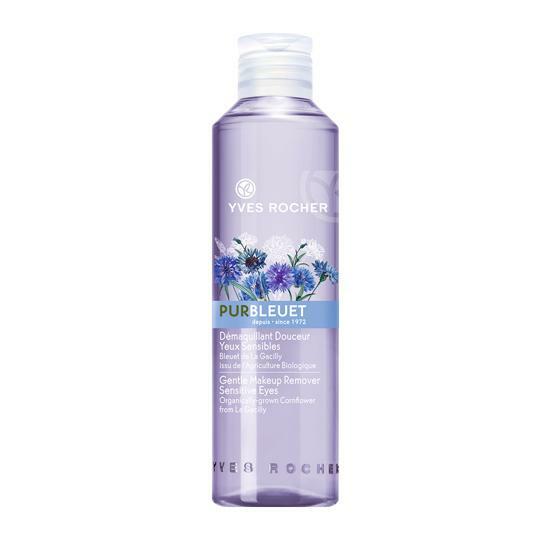 YVES ROCHER
PURBLEUET
depuis • since 1972
Démaquillant Douceur
Yeux Sensibles
Bleuet de La Gacilly
Issu de l'Agriculture Biologique
Gentle Makeup Remover
Sensitive Eyes
Organically-grown Cornflower
from La Gacilly
YVES ROCHER